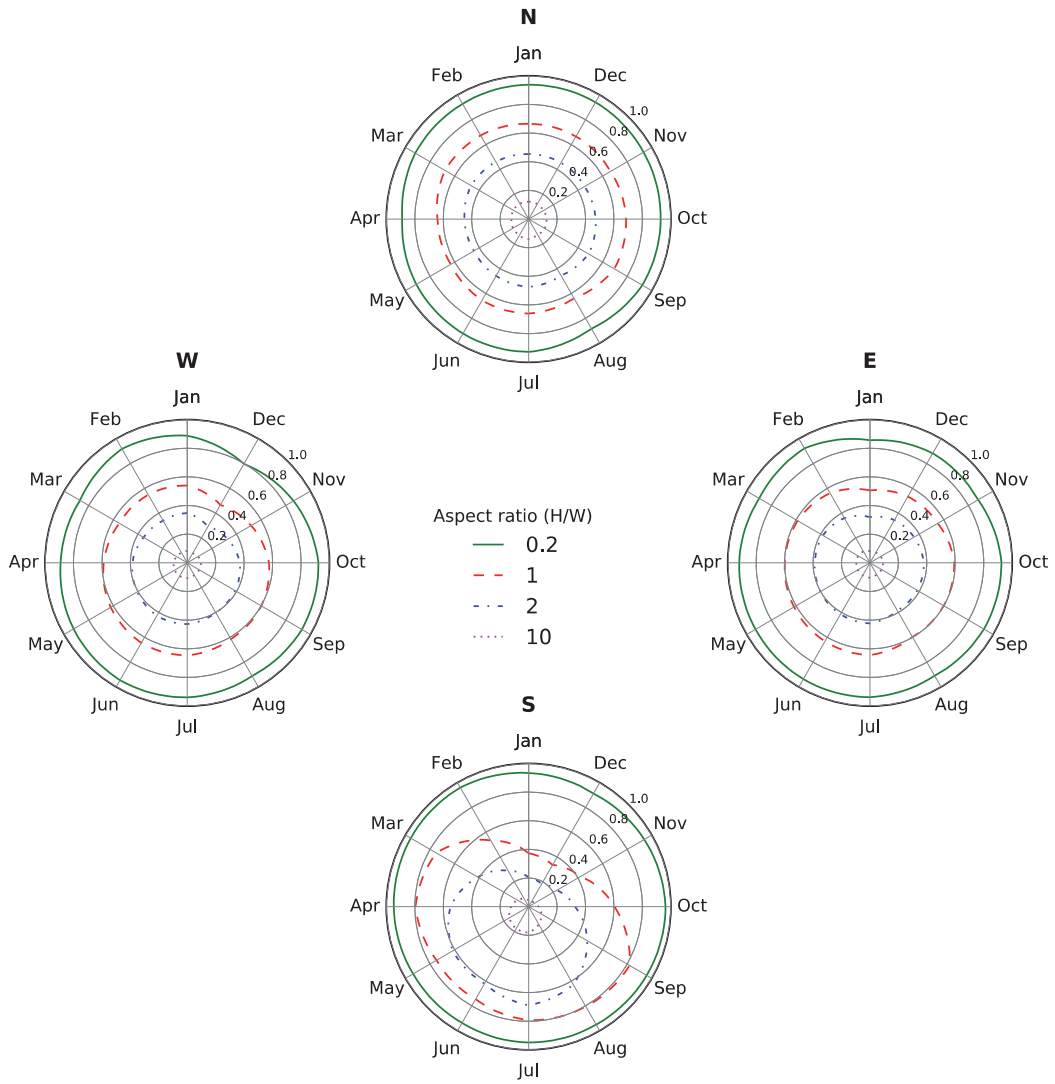 N
Jan
Feb
Dec
Mar
1.0
0.8
Nov
0.6
0.4
0.2
Apr
Oct
May
Sep
Jun
Aug
Jul
W
Jan
Feb
Dec
1.0
Mar
0.8
Nov
0.6
0.4
0.2
Apr
Oct
May
Sep
Jun
Aug
Jul
Aspect ratio (H/W)
0.2
1
2
10
E
Jan
Feb
Dec
1.0
Mar
0.8
Nov
0.6
0.4
0.2
Apr
Oct
May
Sep
Jun
Aug
Jul
S
Jan
Feb
Dec
1.0
Mar
0.8
Nov
0.6
0.4
0.2
Apr
Oct
May
Sep
Jun
Aug
Jul